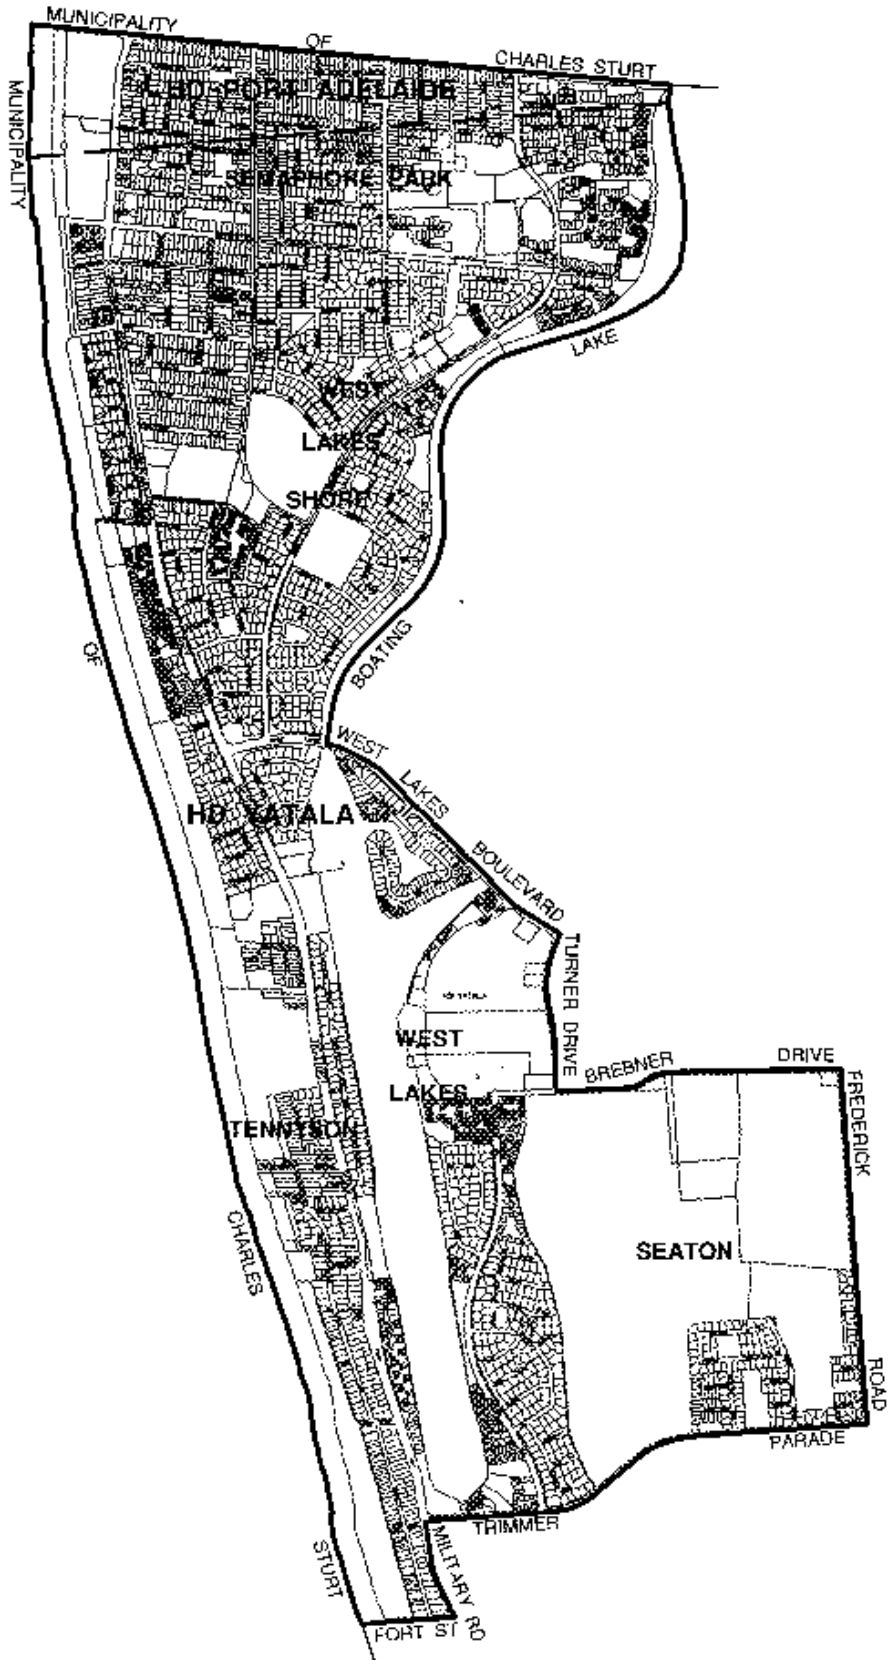 MUNICIPALITY OF CHARLES STURT
MUNICIPALITY
HD PORT ADELAIDE
SEMAPHORE PARK
LAKE
WEST
LAKES
SHORE
OF
BOATING
WEST LAKES BOULEVARD
HD YATALA
TURNER DRIVE
WEST
LAKES
BREBNER DRIVE
FREDERICK
TENNYSON
CHARLES
SEATON
ROAD
PARADE
TRIMMER
STURT
MILITARY RD
FORT ST